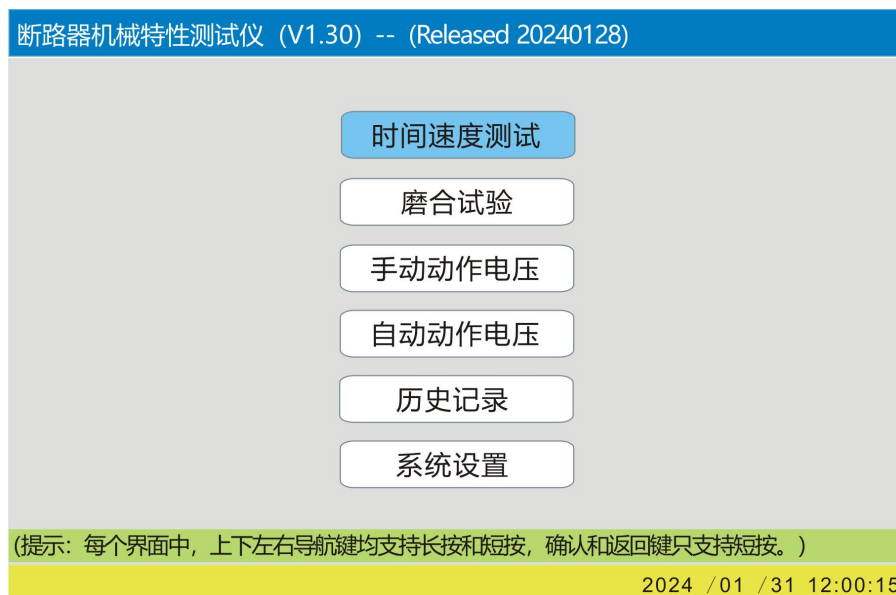 断路器机械特性测试仪 (V1.30) -- (Released 20240128)
时间速度测试
磨合试验
手动动作电压
自动动作电压
历史记录
系统设置
(提示：每个界面中，上下左右导航键均支持长按和短按，确认和返回键只支持短按。)
2024 /01 /31 12:00:15